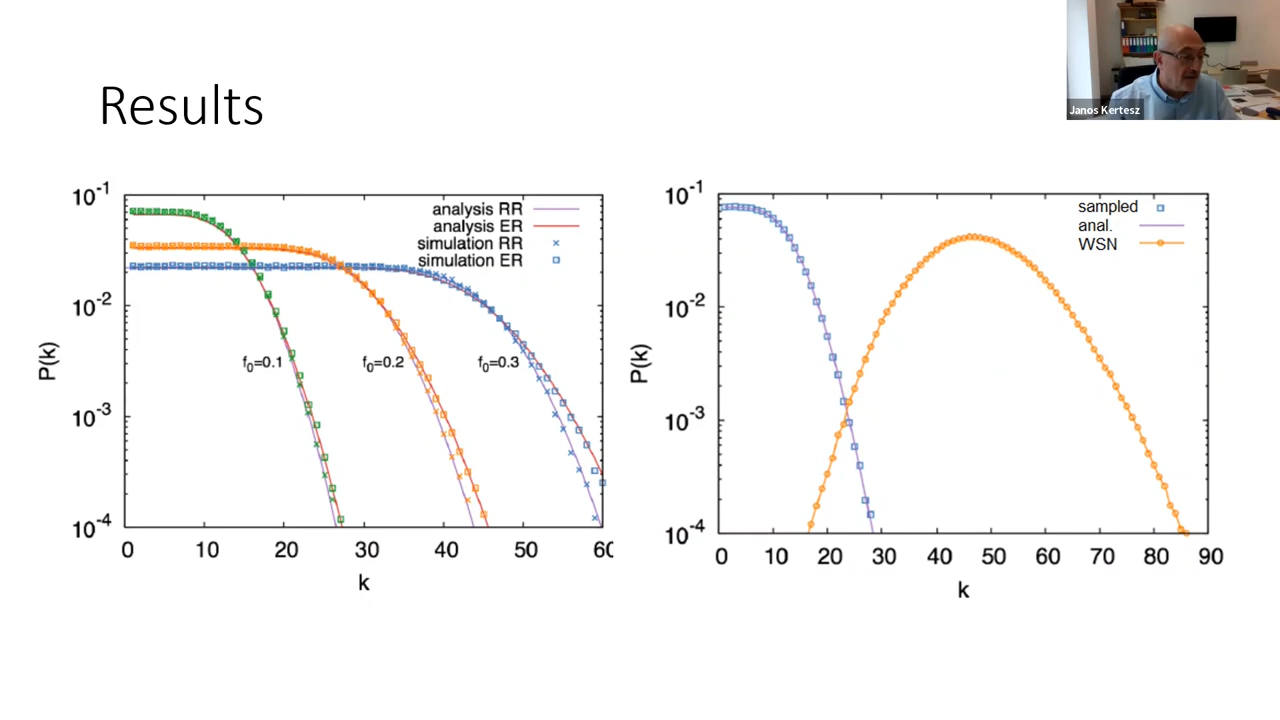 Janos Kertesz
Results
10-1
10-2
10-3
10-4
P(k)
analysis RR
analysis ER
simulation RR
simulation ER
f0=0.1
f0=0.2
f0=0.3
0 10 20 30 40 50 60
k
10-1
10-2
10-3
10-4
P(k)
sampled
anal.
WSN
0 10 20 30 40 50 60 70 80 90
k